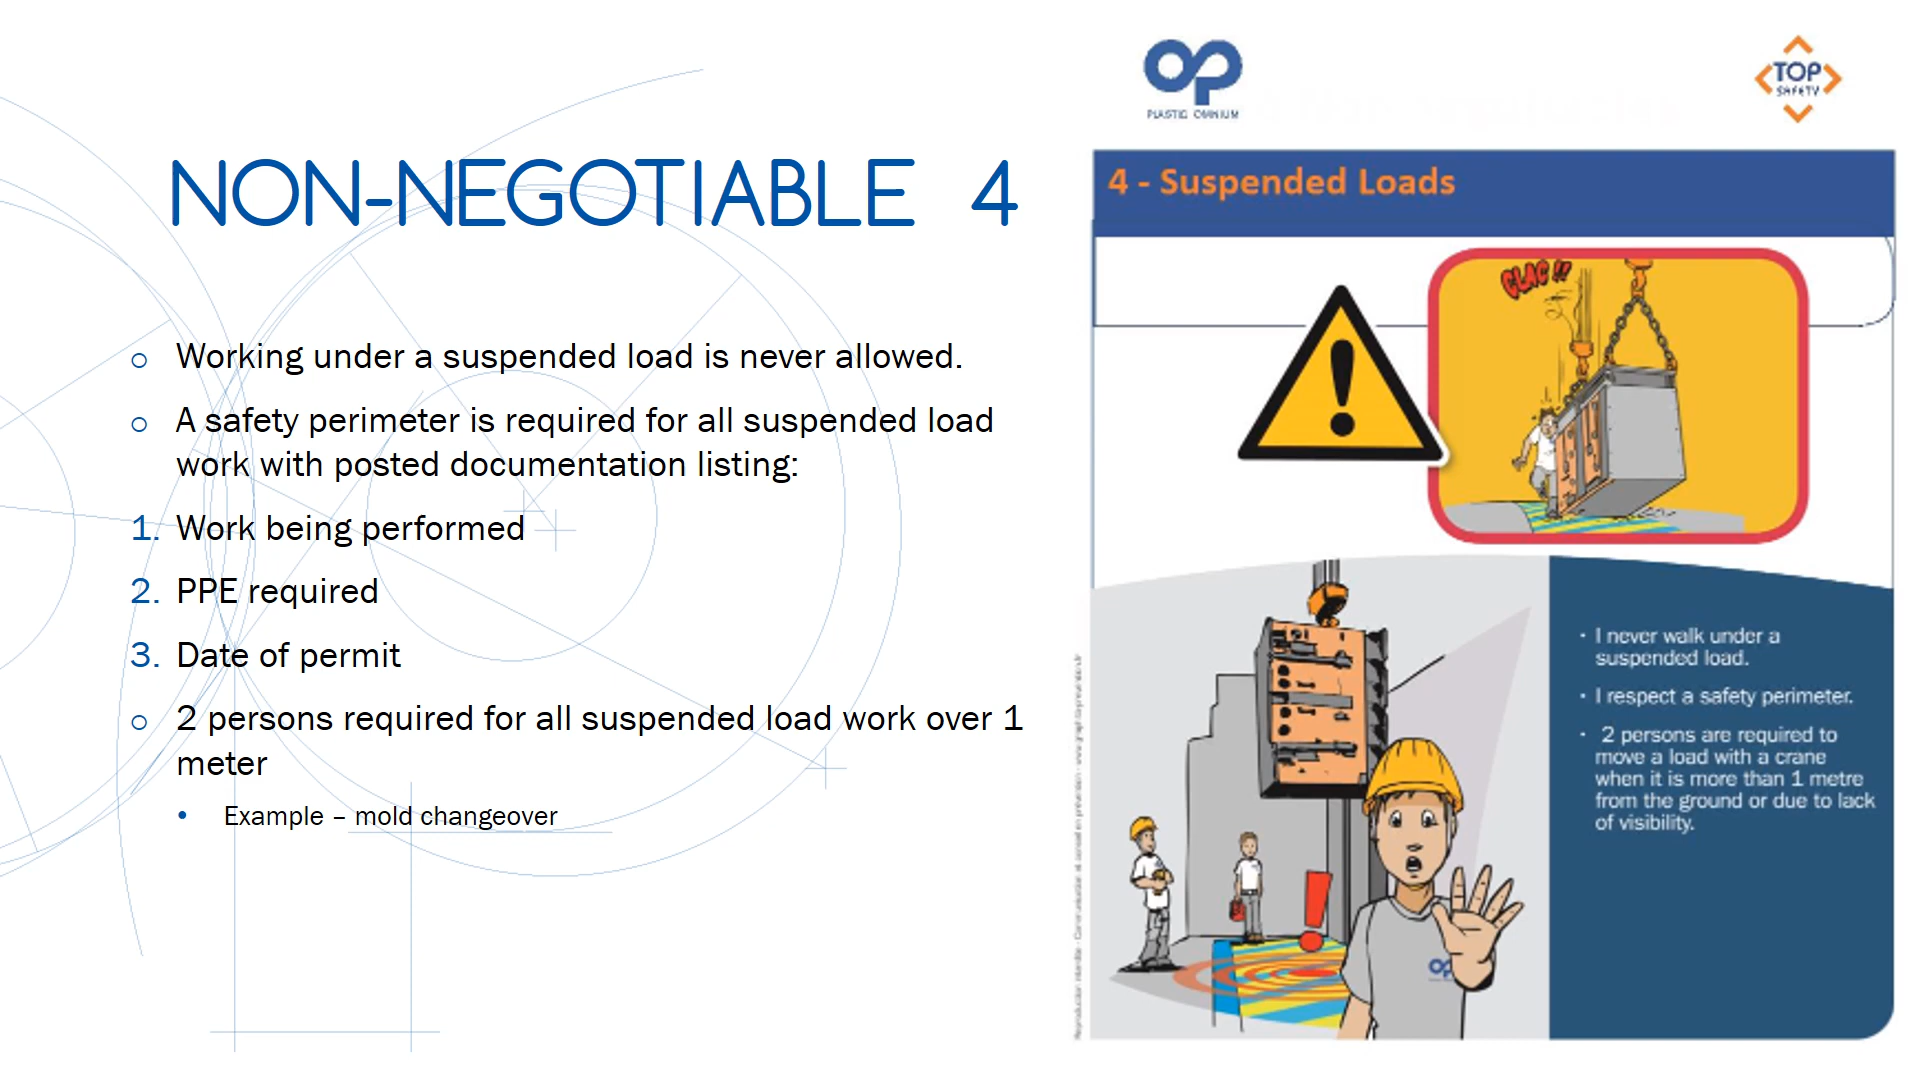 NON-NEGOTIABLE 4
Working under a suspended load is never allowed.
A safety perimeter is required for all suspended load
work with posted documentation listing:
1. Work being performed
2. PPE required
3. Date of permit
2 persons required for all suspended load work over 1
meter
Example – mold changeover
OP
PLASTIC OMNIUM
TOP
SAFETY
4 - Suspended Loads
CLAC !!
I never walk under a
suspended load.
I respect a safety perimeter.
2 persons are required to
move a load with a crane
when it is more than 1 metre
from the ground or due to lack
of visibility.